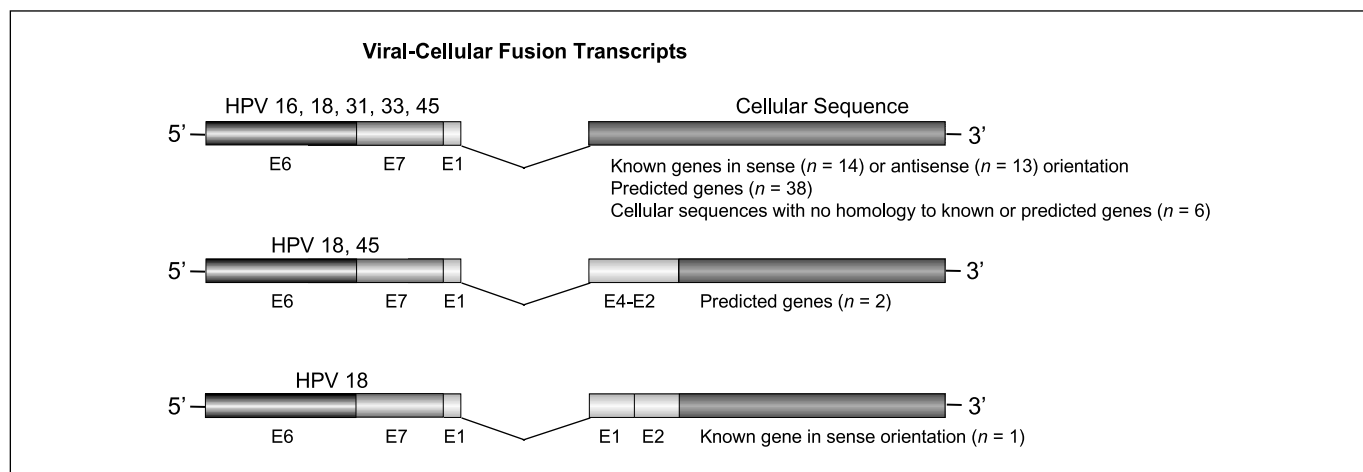 Viral-Cellular Fusion Transcripts
HPV 16, 18, 31, 33, 45 Cellular Sequence
5’ 3’
E6 E7 E1
Known genes in sense (n = 14) or antisense (n = 13) orientation
Predicted genes (n = 38)
Cellular sequences with no homology to known or predicted genes (n = 6)
HPV 18, 45
5’ 3’
E6 E7 E1 E4-E2 Predicted genes (n = 2)
HPV 18
5’ 3’
E6 E7 E1 E1 E2 Known gene in sense orientation (n = 1)